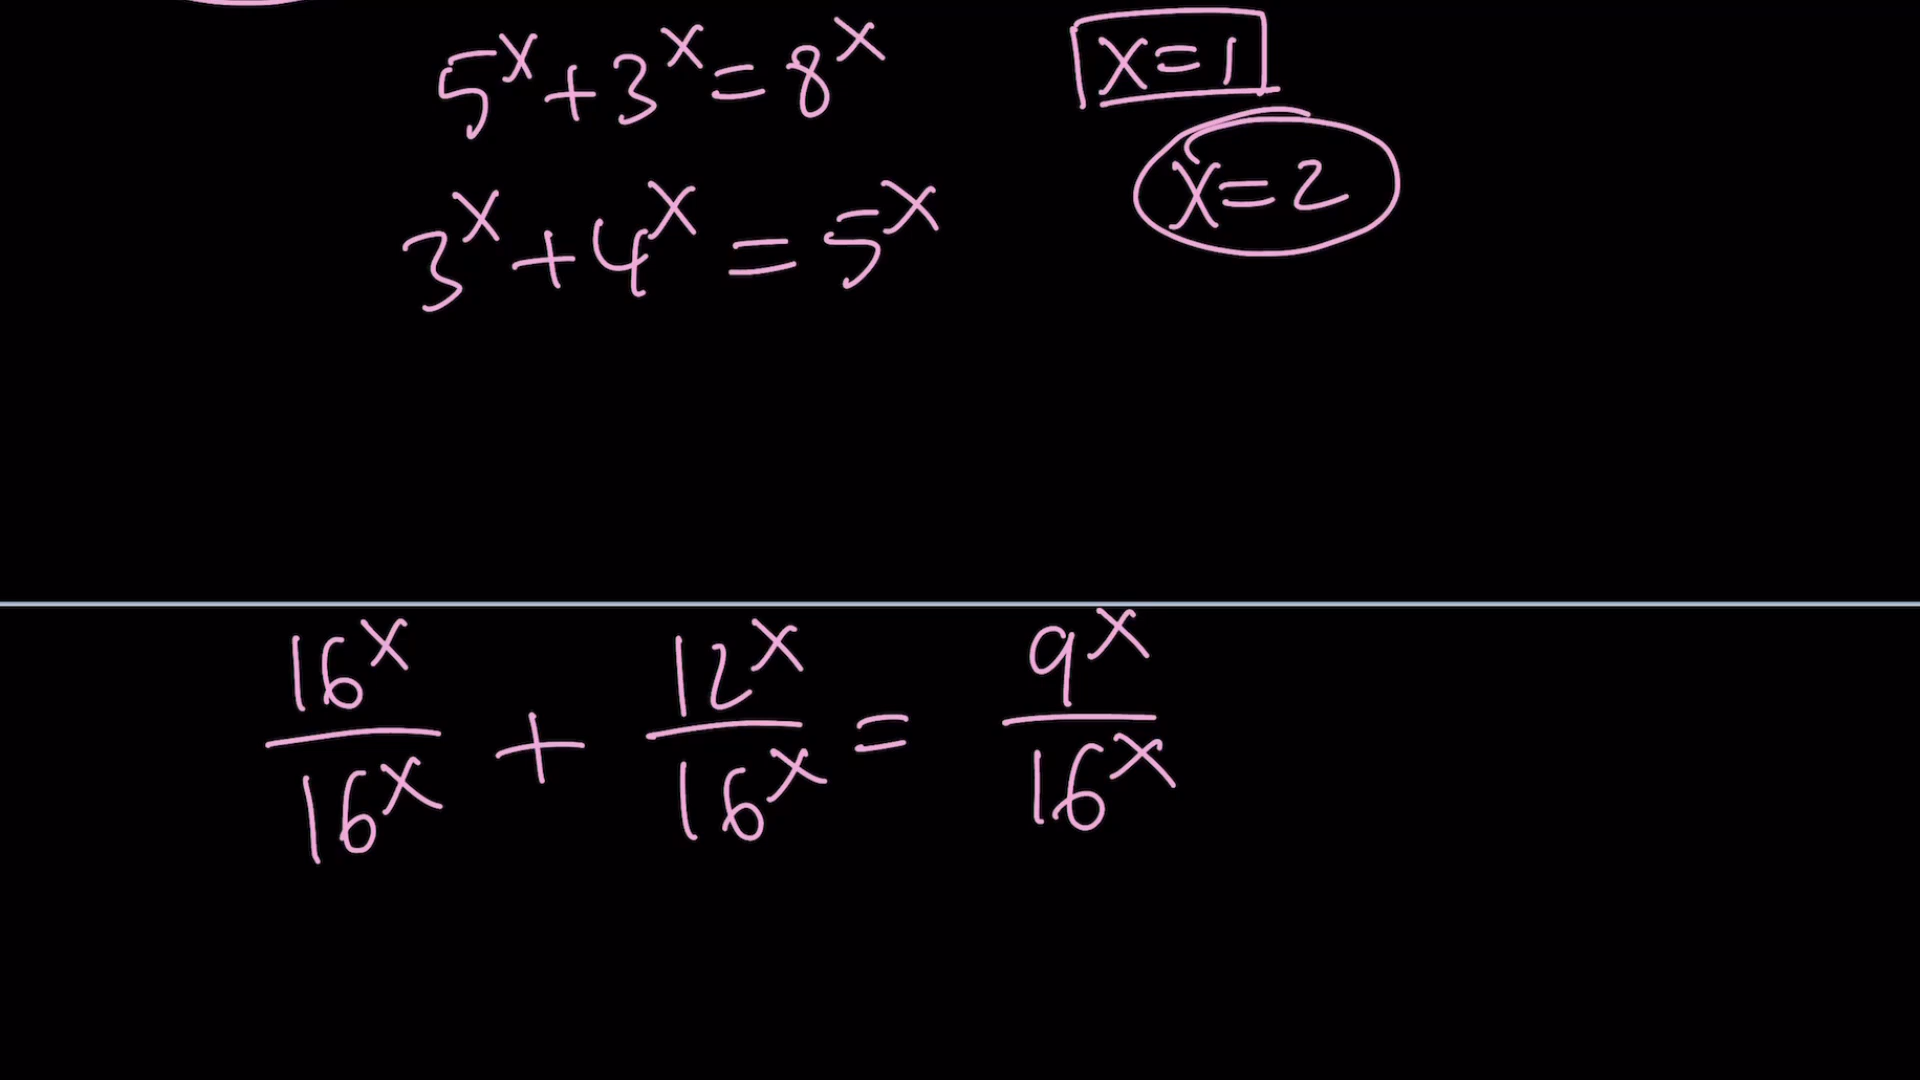 5^x + 3^x = 8^x
x = 1
3^x + 4^x = 5^x
x = 2
16^x/16^x + 12^x/16^x = 9^x/16^x